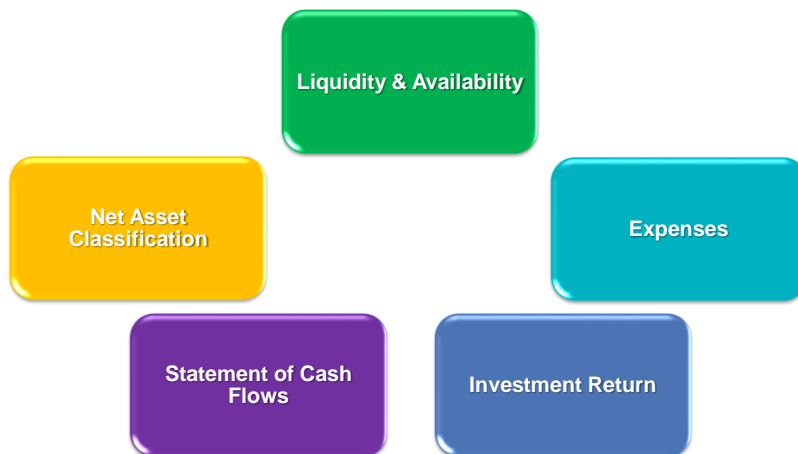 Liquidity & Availability
Net Asset
Classification
Expenses
Statement of Cash
Flows
Investment Return